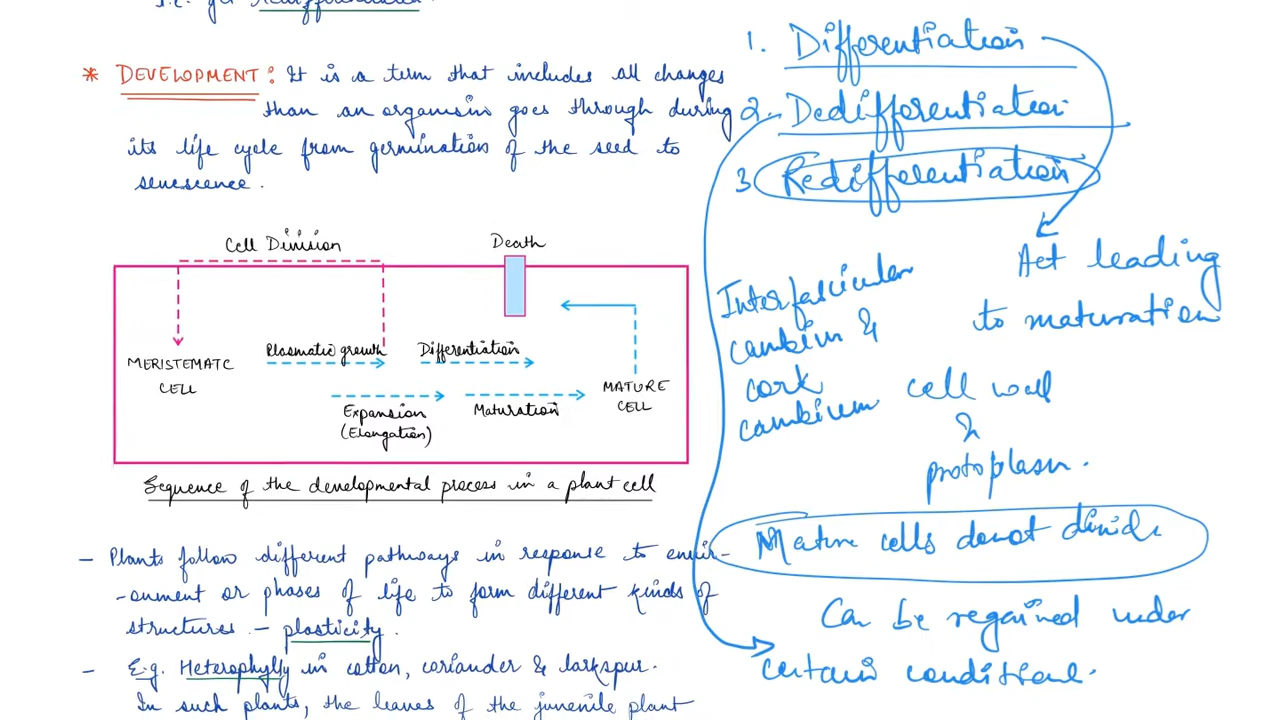 i.e. get Redifferentiated.
* DEVELOPMENT: It is a term that includes all changes
than an organism goes through during
its life cycle from germination of the seed to
senescence.
Cell Division
Death
MERISTEMATC
CELL
Plasmatic growth
Differentiation
Expansion
(Elongation)
Maturation
MATURE
CELL
Sequence of the developmental process in a plant cell
- Plants follow different pathways in response to envir-
-onment or phases of life to form different kinds of
structures - plasticity.
- E.g. Heterophylly in cotton, coriander & larkspur.
In such plants, the leaves of the juvenile plant
1. Differentiation
2. Dedifferentiation
3 Redifferentiation
Act leading
to maturation
Interfascicular
cambium &
cork
cambium
cell wall
&
protoplasm.
Mature cells donot divide
Can be regained under
certain conditions.